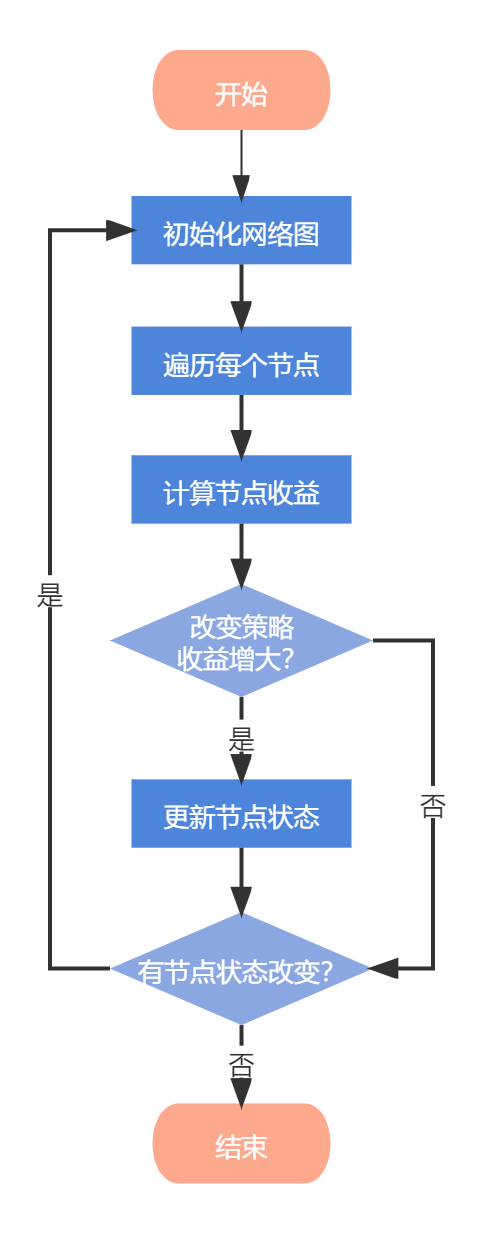 开始
初始化网络图
遍历每个节点
计算节点收益
改变策略
收益增大?
是
是
更新节点状态
否
有节点状态改变?
否
结束